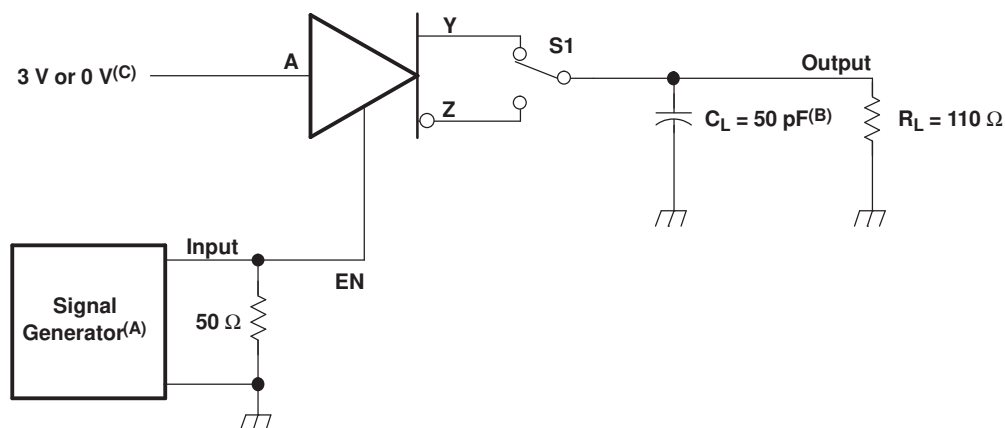 Y
S1
A
3 V or 0 V(C)
Output
Z
CL = 50 pF(B)
RL = 110 Ω
Input
EN
Signal
Generator(A)
50 Ω